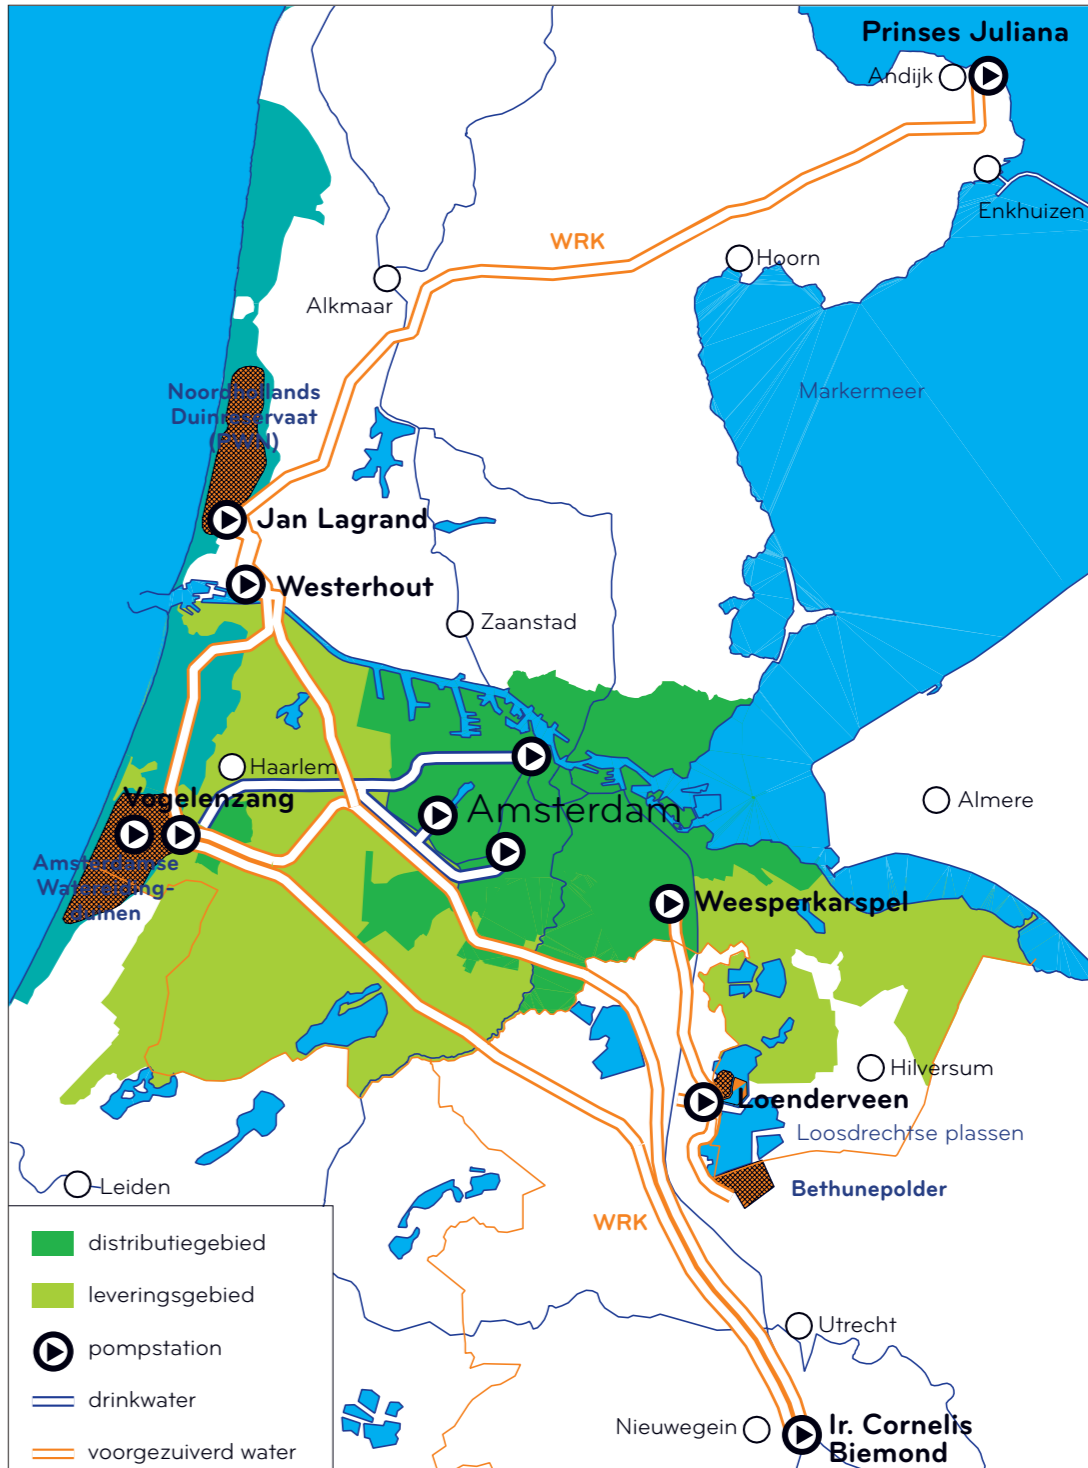 Prinses Juliana
Andijk
Enkhuizen
WRK
Hoorn
Alkmaar
Markermeer
Noordhollands
Duinreservaat
(PWN)
Jan Lagrand
Westerhout
Zaanstad
Haarlem
Vogelenzang
Amsterdam
Almere
Amsterdamse
Waterleiding-
duinen
Weesperkarspel
Hilversum
Loenderveen
Loosdrechtse plassen
Leiden
Bethunepolder
WRK
distributiegebied
leveringsgebied
pompstation
drinkwater
voorgezuiverd water
Utrecht
Nieuwegein
Ir. Cornelis
Biemond